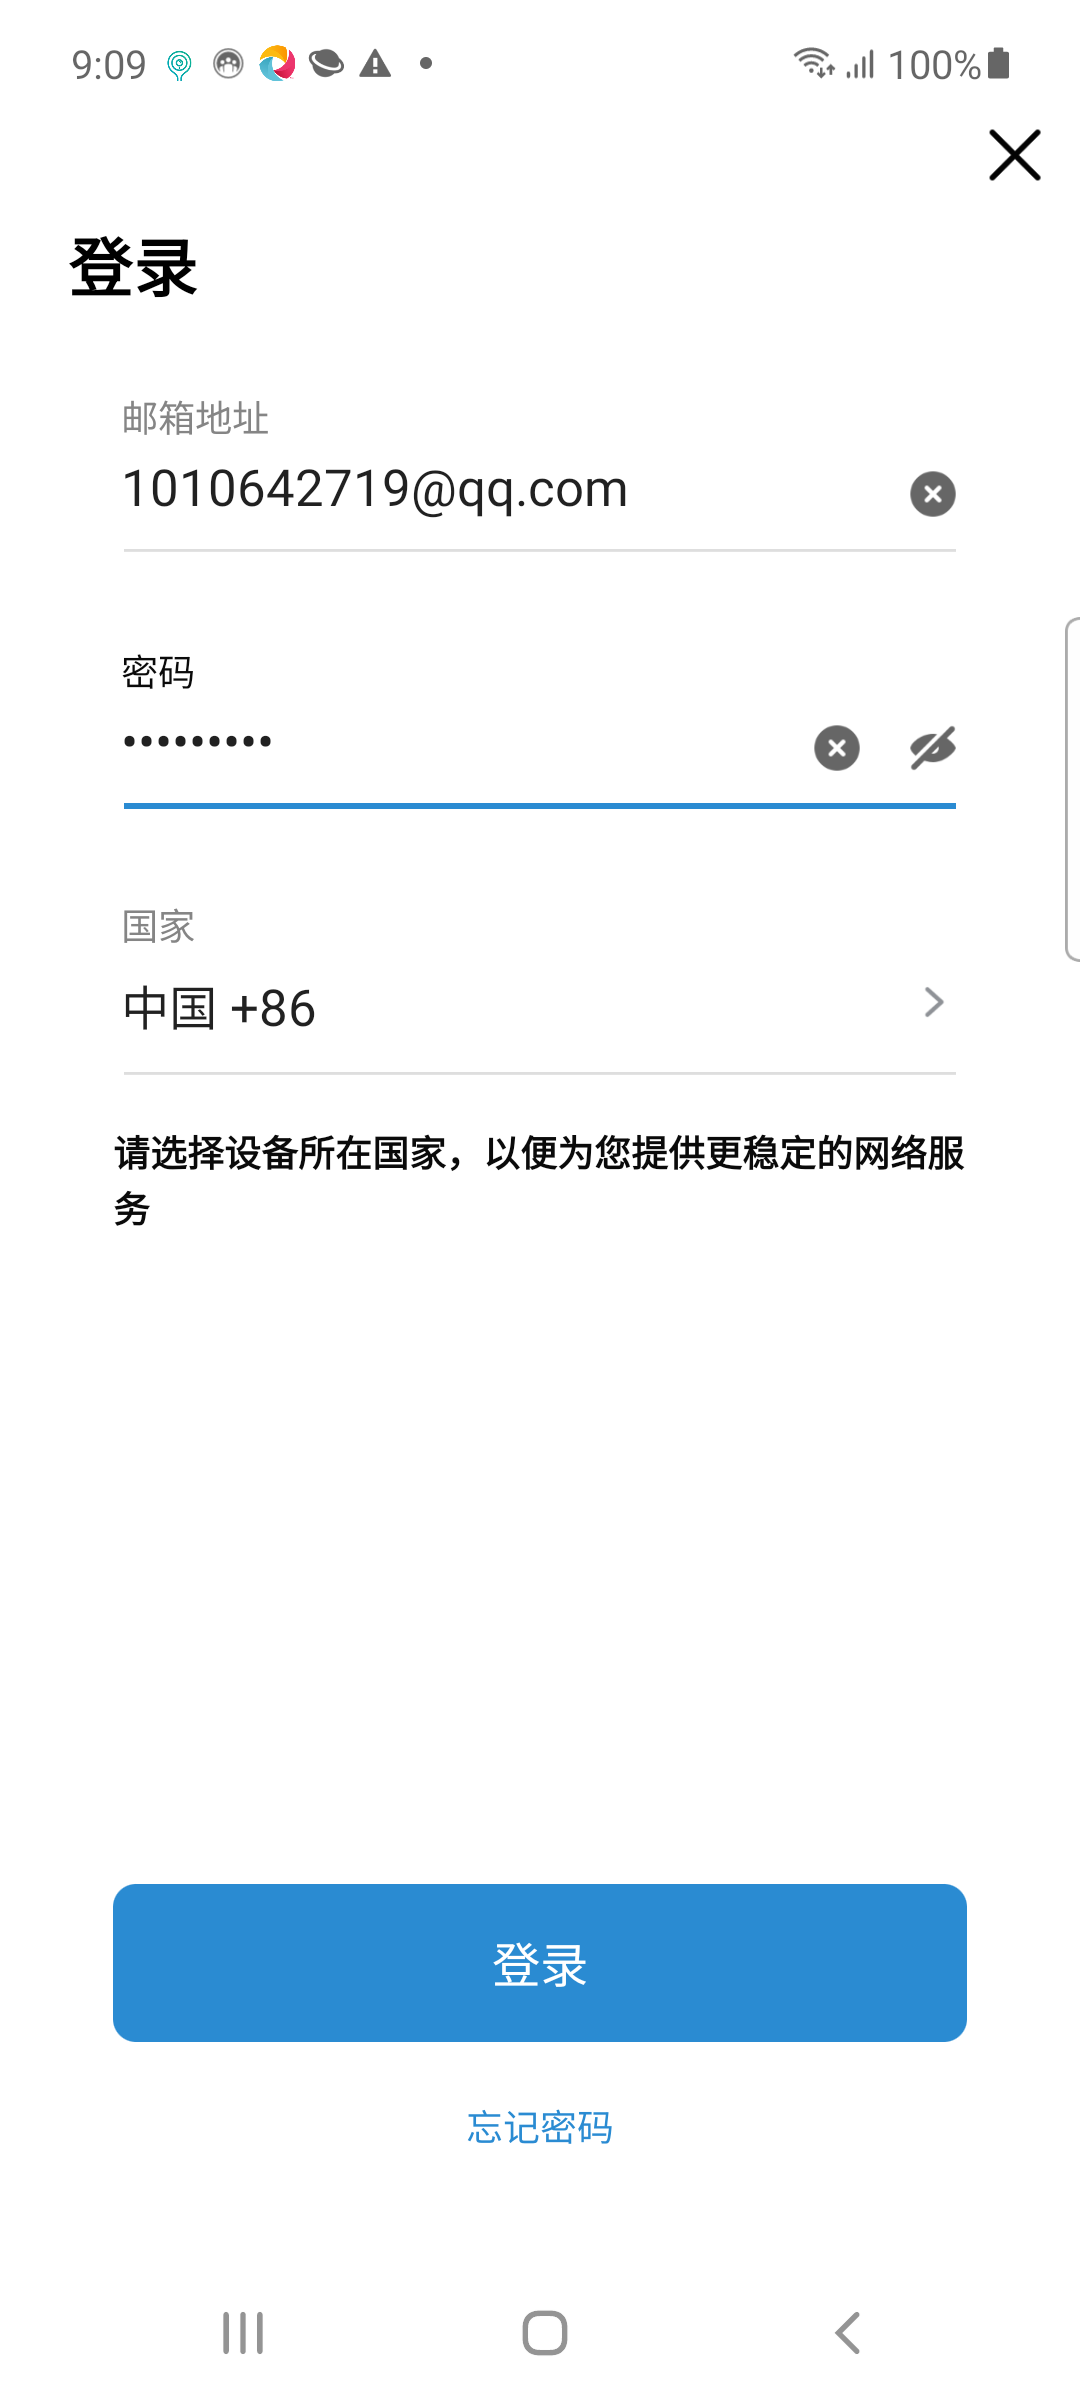 9:09
100%
登录
邮箱地址
1010642719@qq.com
密码
•••••••••
国家
中国 +86
请选择设备所在国家，以便为您提供更稳定的网络服
务
登录
忘记密码